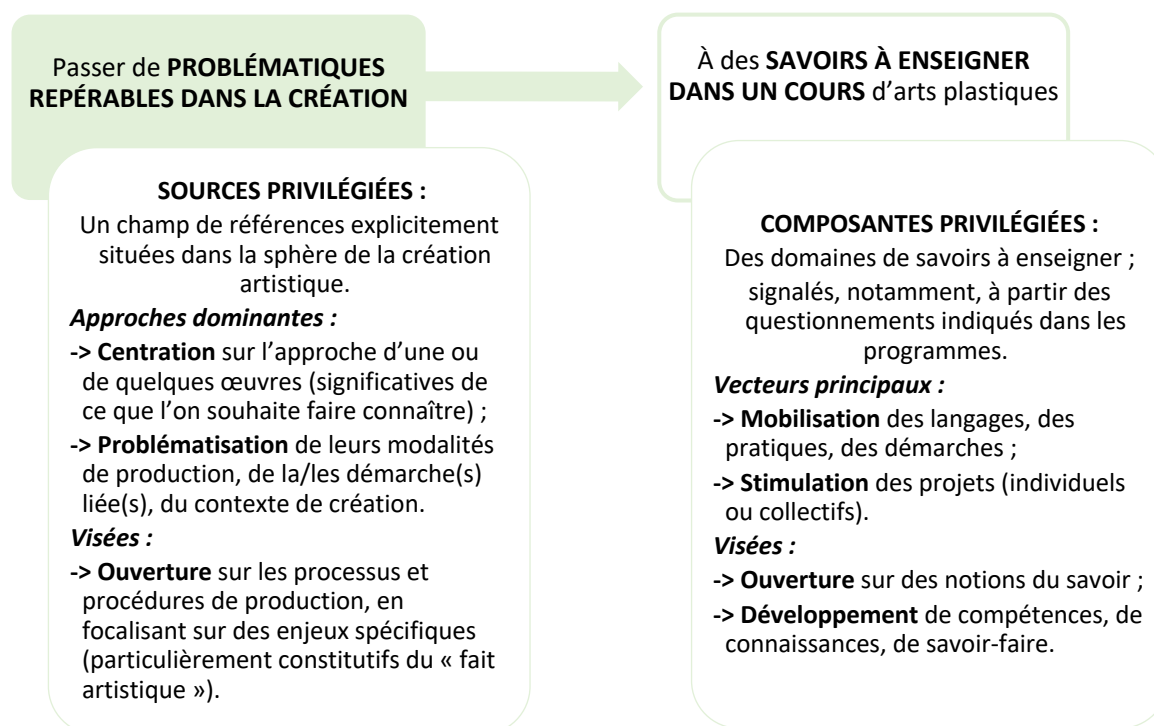 Passer de PROBLÉMATIQUES
REPÉRABLES DANS LA CRÉATION
SOURCES PRIVILÉGIÉES :
Un champ de références explicitement
situées dans la sphère de la création
artistique.
Approches dominantes :
-> Centration sur l’approche d’une ou
de quelques œuvres (significatives de
ce que l’on souhaite faire connaître) ;
-> Problématisation de leurs modalités
de production, de la/les démarche(s)
liée(s), du contexte de création.
Visées :
-> Ouverture sur les processus et
procédures de production, en
focalisant sur des enjeux spécifiques
(particulièrement constitutifs du « fait
artistique »).
À des SAVOIRS À ENSEIGNER
DANS UN COURS d’arts plastiques
COMPOSANTES PRIVILÉGIÉES :
Des domaines de savoirs à enseigner ;
signalés, notamment, à partir des
questionnements indiqués dans les
programmes.
Vecteurs principaux :
-> Mobilisation des langages, des
pratiques, des démarches ;
-> Stimulation des projets (individuels
ou collectifs).
Visées :
-> Ouverture sur des notions du savoir ;
-> Développement de compétences, de
connaissances, de savoir-faire.